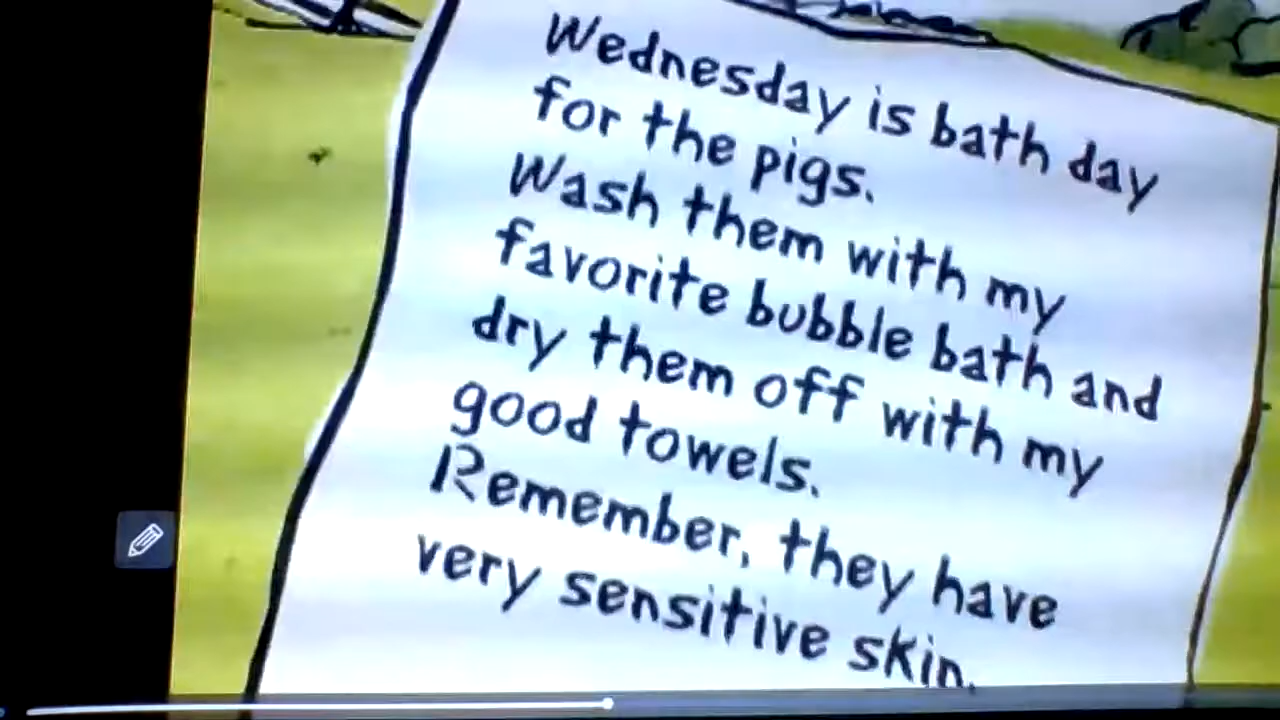 Wednesday is bath day
for the pigs.
Wash them with my
favorite bubble bath and
dry them off with my
good towels.
Remember, they have
very sensitive skin.